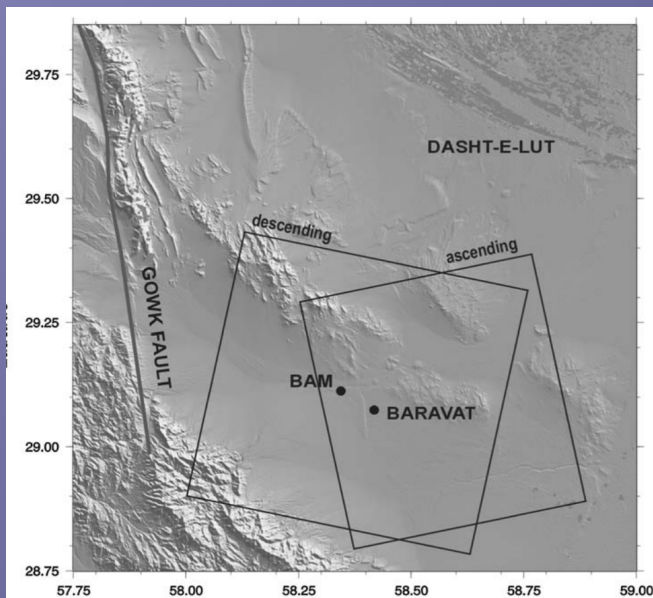 29.75
DASHT-E-LUT
29.50
descending
ascending
GOWK FAULT
29.25
BAM
BARAVAT
29.00
28.75
57.75 58.00 58.25 58.50 58.75 59.00